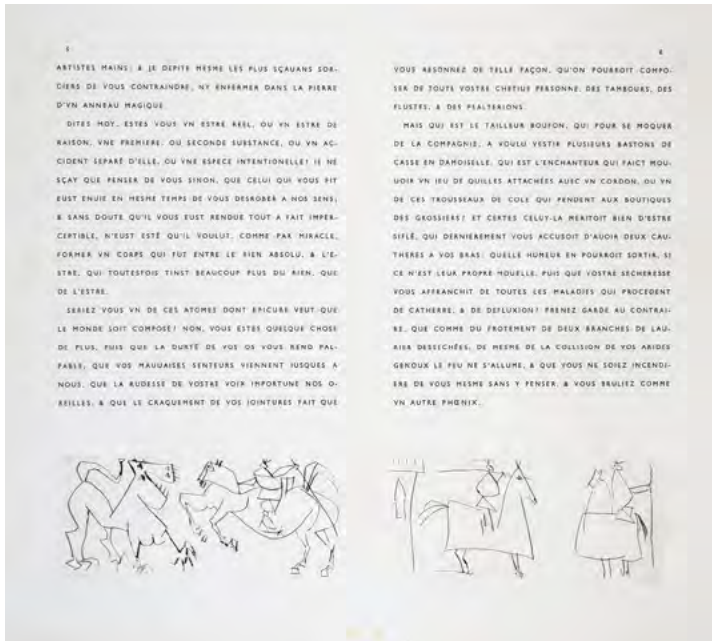 ARTISTES MAINS; & JE DEPITE MESME LES PLUS SÇAUANS SOR-
CIERS DE VOUS CONTRAINDRE, NY ENFERMER DANS LA PIERRE
D'VN ANNEAU MAGIQUE.
DITES MOY, ESTES VOUS VN ESTRE REEL, OU VN ESTRE DE
RAISON, VNE PREMIERE, OU SECONDE SUBSTANCE, OU VN AC-
CIDENT SEPARÉ D'ELLE, OU VNE ESPECE INTENTIONELLE? IE NE
SÇAY QUE PENSER DE VOUS SINON, QUE CELUI QUI VOUS FIT
EUST ENUIE EN MESME TEMPS DE VOUS DESROBER A NOS SENS;
& SANS DOUTE QU'IL VOUS EUST RENDUE TOUT A FAIT IMPER-
CEPTIBLE, N'EUST ESTÉ QU'IL VOULUT, COMME PAR MIRACLE,
FORMER VN CORPS QUI FUT ENTRE LE RIEN ABSOLU, & L'E-
STRE, QUI TOUTESFOIS TINST BEAUCOUP PLUS DU RIEN, QUE
DE L'ESTRE.
SERIEZ VOUS VN DE CES ATOMES DONT EPICURE VEUT QUE
LE MONDE SOIT COMPOSÉ? NON, VOUS ESTES QUELQUE CHOSE
DE PLUS, PUIS QUE LA DURTÉ DE VOS OS VOUS REND PAL-
PABLE, QUE VOS MAUUAISES SENTEURS VIENNENT IUSQUES A
NOUS, QUE LA RUDESSE DE VOSTRE VOIX IMPORTUNE NOS O-
REILLES, & QUE LE CRAQUEMENT DE VOS IOINTURES FAIT QUE
VOUS RESONNEZ DE TELLE FAÇON, QU'ON POURROIT COMPO-
SER DE TOUTE VOSTRE CHETIUE PERSONNE, DES TAMBOURS, DES
FLUSTES, & DES PSALTERIONS.
MAIS QUI EST LE TAILLEUR BOUFON, QUI POUR SE MOQUER
DE LA COMPAGNIE, A VOULU VESTIR PLUSIEURS BASTONS DE
CASSE EN DAMOISELLE, QUI EST L'ENCHANTEUR QUI FAICT MOU-
UOIR VN IEU DE QUILLES ATTACHÉES AUEC VN CORDON, OU VN
DE CES TROUSSEAUX DE COLE QUI PENDENT AUX BOUTIQUES
DES GROSSIERS? ET CERTES CELUY-LA MERITOIT BIEN D'ESTRE
SIFLÉ, QUI DERNIEREMENT VOUS ACCUSOIT D'AUOIR DEUX CAU-
THERES A VOS BRAS: QUELLE HUMEUR EN POURROIT SORTIR, SI
CE N'EST LEUR PROPRE MOUELLE, PUIS QUE VOSTRE SECHERESSE
VOUS AFFRANCHIT DE TOUTES LES MALADIES QUI PROCEDENT
DE CATHERRE, & DE DEFLUXION? PRENEZ GARDE AU CONTRAI-
RE, QUE COMME DU FROTEMENT DE DEUX BRANCHES DE LAU-
RIER DESECHÉES, DE MESME DE LA COLLISION DE VOS ARIDES
GENOUX LE FEU NE S'ALLUME, & QUE VOUS NE SOIEZ INCENDI-
ERE DE VOUS MESME SANS Y PENSER, & VOUS BRULIEZ COMME
VN AUTRE PHŒNIX.